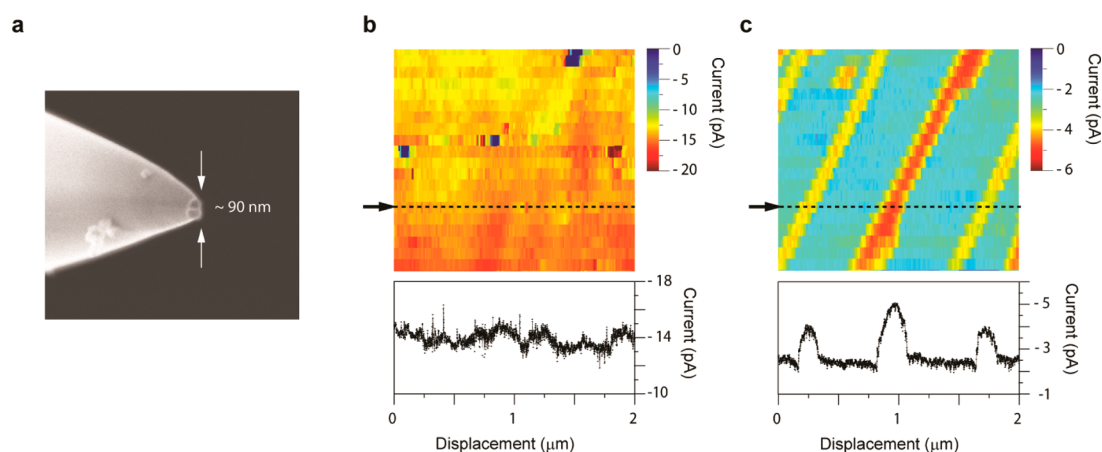 a
~ 90 nm
b
0
- 5
-10
-15
- 20
Current (pA)
- 18
- 14
-10
Current (pA)
0
1
2
Displacement (μm)
c
0
- 2
- 4
- 6
Current (pA)
- 5
- 3
-1
Current (pA)
0
1
2
Displacement (μm)